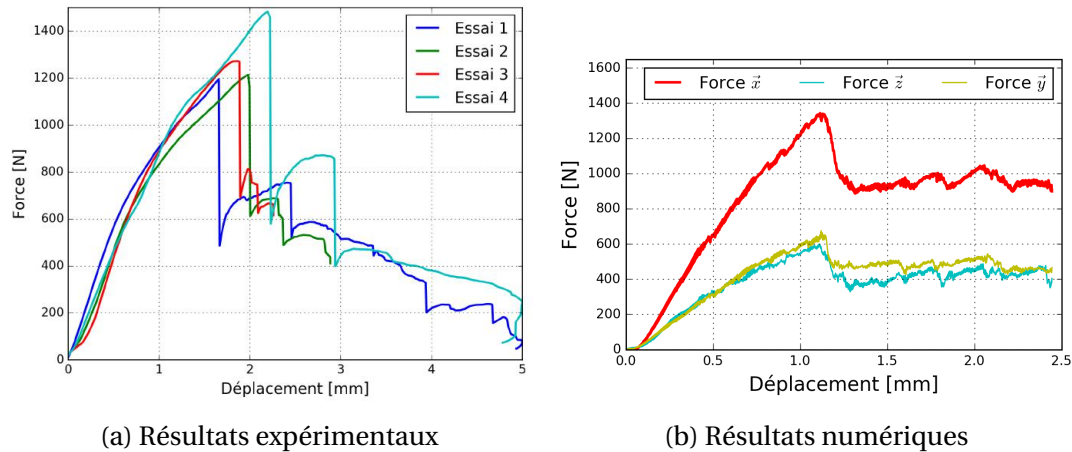 1400
1200
1000
800
600
400
200
0
Force [N]
Essai 1
Essai 2
Essai 3
Essai 4
0 1 2 3 4 5
Déplacement [mm]
(a) Résultats expérimentaux
1600
1400
1200
1000
800
600
400
200
0
Force [N]
Force x⃗ Force z⃗ Force y⃗
0.0 0.5 1.0 1.5 2.0 2.5
Déplacement [mm]
(b) Résultats numériques